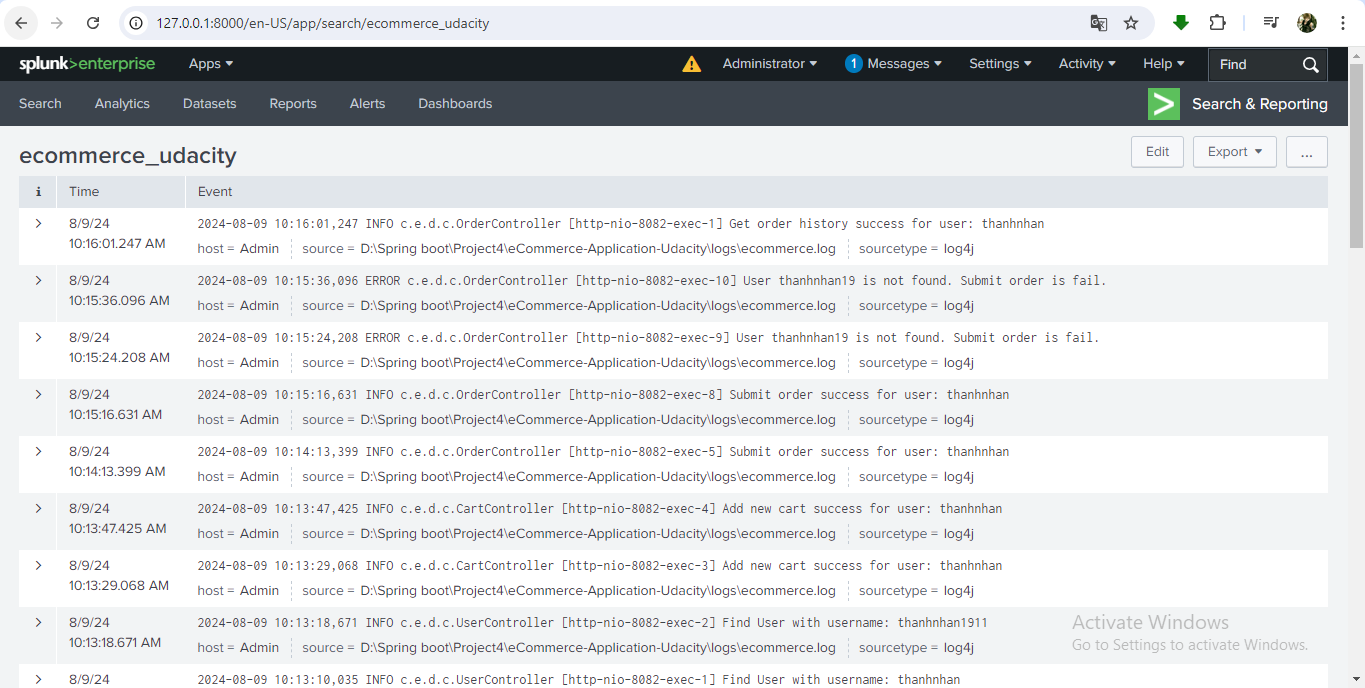 127.0.0.1:8000/en-US/app/search/ecommerce_udacity
splunk>enterprise Apps Administrator 1 Messages Settings Activity Help Find
Search Analytics Datasets Reports Alerts Dashboards > Search & Reporting
ecommerce_udacity Edit Export ...
i Time Event
8/9/24 2024-08-09 10:16:01,247 INFO c.e.d.c.OrderController [http-nio-8082-exec-1] Get order history success for user: thanhnhan
10:16:01.247 AM host = Admin source = D:\Spring boot\Project4\eCommerce-Application-Udacity\logs\ecommerce.log sourcetype = log4j
8/9/24 2024-08-09 10:15:36,096 ERROR c.e.d.c.OrderController [http-nio-8082-exec-10] User thanhnhan19 is not found. Submit order is fail.
10:15:36.096 AM host = Admin source = D:\Spring boot\Project4\eCommerce-Application-Udacity\logs\ecommerce.log sourcetype = log4j
8/9/24 2024-08-09 10:15:24,208 ERROR c.e.d.c.OrderController [http-nio-8082-exec-9] User thanhnhan19 is not found. Submit order is fail.
10:15:24.208 AM host = Admin source = D:\Spring boot\Project4\eCommerce-Application-Udacity\logs\ecommerce.log sourcetype = log4j
8/9/24 2024-08-09 10:15:16,631 INFO c.e.d.c.OrderController [http-nio-8082-exec-8] Submit order success for user: thanhnhan
10:15:16.631 AM host = Admin source = D:\Spring boot\Project4\eCommerce-Application-Udacity\logs\ecommerce.log sourcetype = log4j
8/9/24 2024-08-09 10:14:13,399 INFO c.e.d.c.OrderController [http-nio-8082-exec-5] Submit order success for user: thanhnhan
10:14:13.399 AM host = Admin source = D:\Spring boot\Project4\eCommerce-Application-Udacity\logs\ecommerce.log sourcetype = log4j
8/9/24 2024-08-09 10:13:47,425 INFO c.e.d.c.CartController [http-nio-8082-exec-4] Add new cart success for user: thanhnhan
10:13:47.425 AM host = Admin source = D:\Spring boot\Project4\eCommerce-Application-Udacity\logs\ecommerce.log sourcetype = log4j
8/9/24 2024-08-09 10:13:29,068 INFO c.e.d.c.CartController [http-nio-8082-exec-3] Add new cart success for user: thanhnhan
10:13:29.068 AM host = Admin source = D:\Spring boot\Project4\eCommerce-Application-Udacity\logs\ecommerce.log sourcetype = log4j
8/9/24 2024-08-09 10:13:18,671 INFO c.e.d.c.UserController [http-nio-8082-exec-2] Find User with username: thanhnhan1911
10:13:18.671 AM host = Admin source = D:\Spring boot\Project4\eCommerce-Application-Udacity\logs\ecommerce.log sourcetype = log4j
8/9/24 2024-08-09 10:13:10,035 INFO c.e.d.c.UserController [http-nio-8082-exec-1] Find User with username: thanhnhan
Activate Windows
Go to Settings to activate Windows.